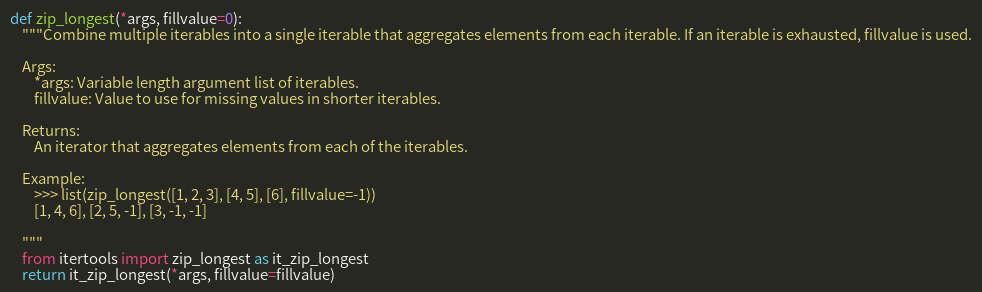 def zip_longest(*args, fillvalue=0):
    """Combine multiple iterables into a single iterable that aggregates elements from each iterable. If an iterable is exhausted, fillvalue is used.

    Args:
        *args: Variable length argument list of iterables.
        fillvalue: Value to use for missing values in shorter iterables.

    Returns:
        An iterator that aggregates elements from each of the iterables.

    Example:
        >>> list(zip_longest([1, 2, 3], [4, 5], [6], fillvalue=-1))
        [1, 4, 6], [2, 5, -1], [3, -1, -1]

    """
    from itertools import zip_longest as it_zip_longest
    return it_zip_longest(*args, fillvalue=fillvalue)